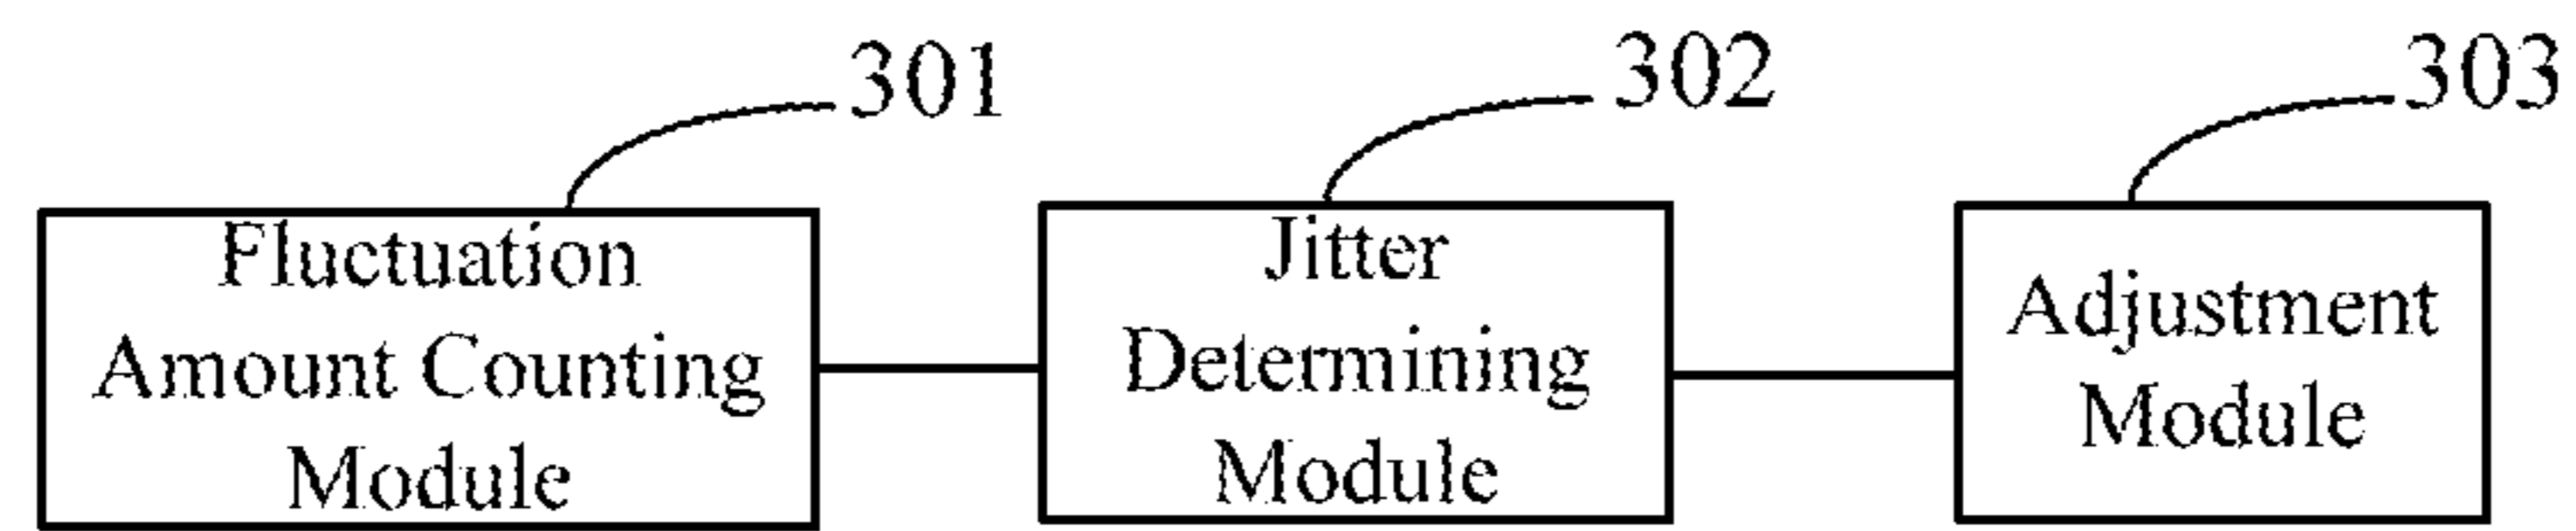 301
302
303
Fluctuation
Amount Counting
Module
Jitter
Determining
Module
Adjustment
Module